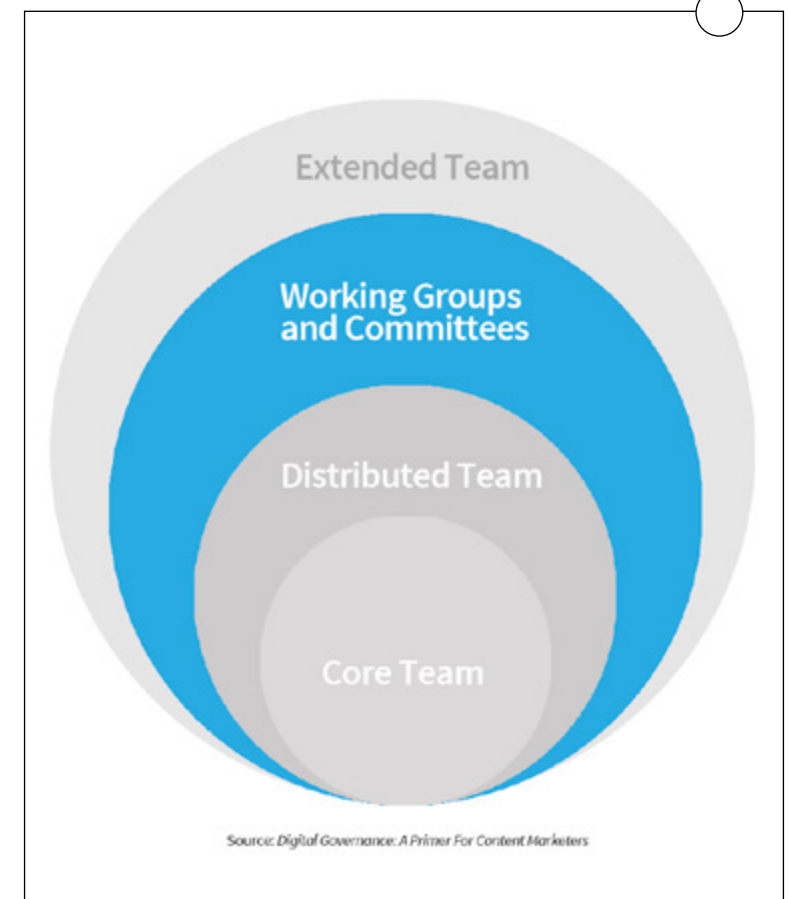 Extended Team
Working Groups
and Committees
Distributed Team
Core Team
Source: Digital Governance: A Primer For Content Marketers